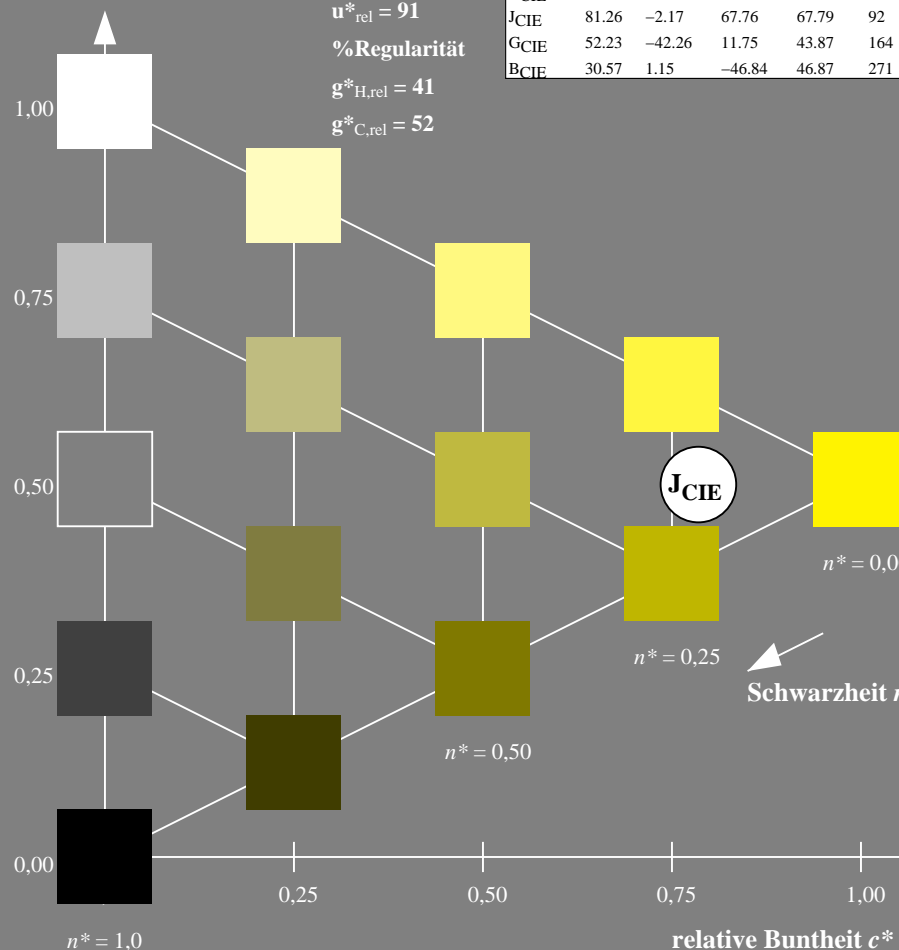 u*rel = 91
%Regularität
g*H,rel = 41
g*C,rel = 52
CIE
JCIE 81.26 −2.17 67.76 67.79 92
GCIE 52.23 −42.26 11.75 43.87 164
BCIE 30.57 1.15 −46.84 46.87 271
1,00
0,75
0,50
JCIE
n* = 0,0
0,25
n* = 0,25
Schwarzheit
n* = 0,50
0,00
0,25 0,50 0,75 1,00
n* = 1,0
relative Buntheit c*